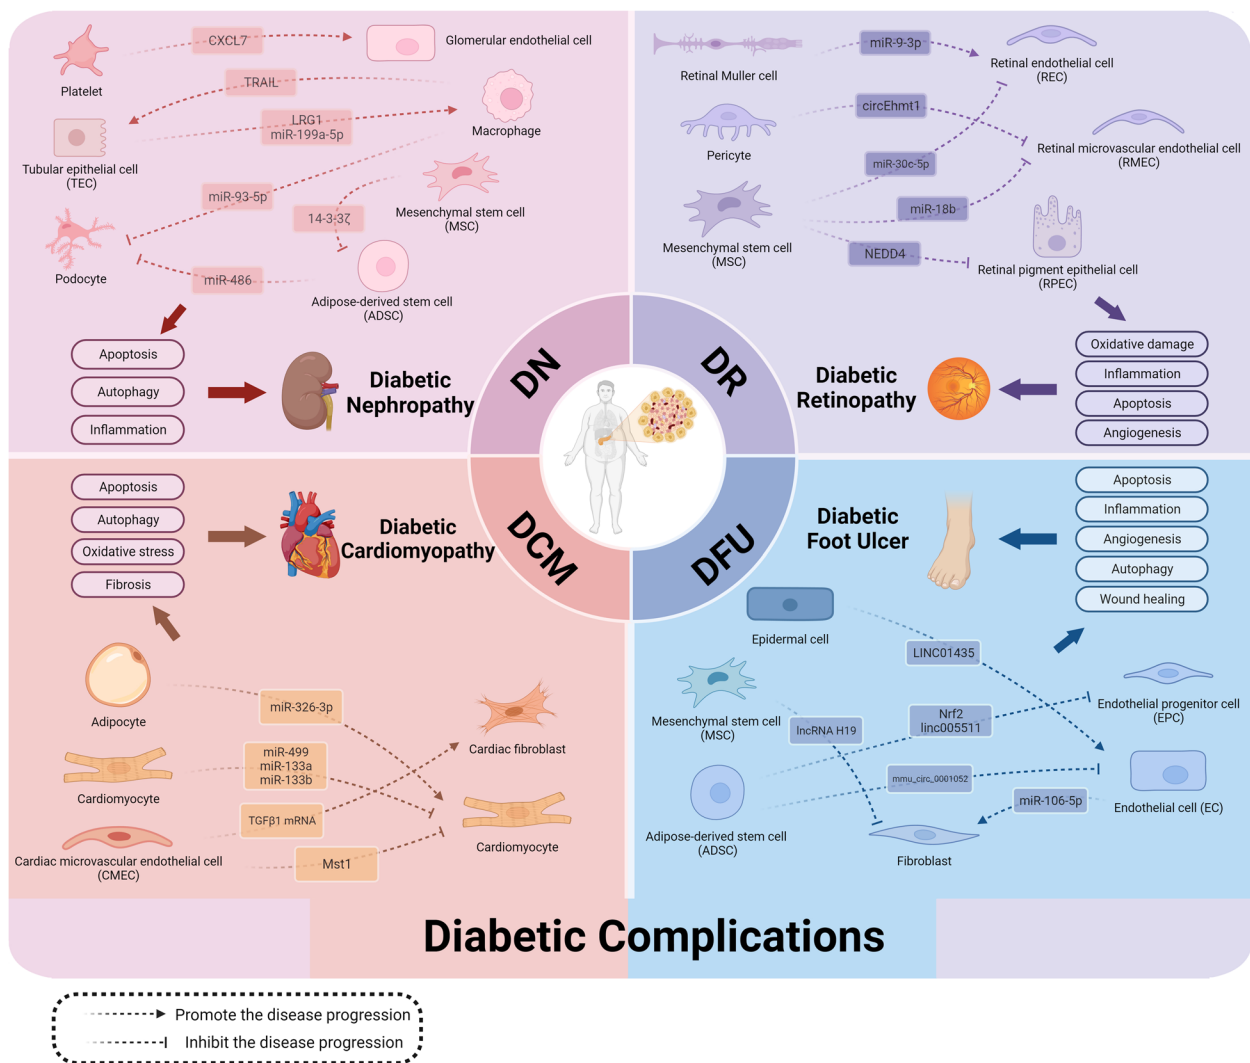 CXCL7
Platelet
Glomerular endothelial cell
TRAIL
Macrophage
LRG1
miR-199a-5p
Tubular epithelial cell
(TEC)
miR-93-5p
Mesenchymal stem cell
(MSC)
14-3-3ζ
Podocyte
miR-486
Adipose-derived stem cell
(ADSC)
Apoptosis
Autophagy
Inflammation
Diabetic
Nephropathy
DN
Retinal Muller cell
miR-9-3p
Retinal endothelial cell
(REC)
Pericyte
circEhmt1
Retinal microvascular endothelial cell
(RMEC)
miR-30c-5p
miR-18b
Mesenchymal stem cell
(MSC)
NEDD4
Retinal pigment epithelial cell
(RPEC)
DR
Diabetic
Retinopathy
Oxidative damage
Inflammation
Apoptosis
Angiogenesis
Apoptosis
Autophagy
Oxidative stress
Fibrosis
Diabetic
Cardiomyopathy
DCM
Adipocyte
miR-326-3p
Cardiac fibroblast
Cardiomyocyte
miR-499
miR-133a
miR-133b
TGFβ1 mRNA
Cardiac microvascular endothelial cell
(CMEC)
Mst1
Cardiomyocyte
DFU
Diabetic
Foot Ulcer
Apoptosis
Inflammation
Angiogenesis
Autophagy
Wound healing
Epidermal cell
LINC01435
Mesenchymal stem cell
(MSC)
lncRNA H19
Nrf2
linc005511
Endothelial progenitor cell
(EPC)
mmu_circ_0001052
miR-106-5p
Endothelial cell (EC)
Adipose-derived stem cell
(ADSC)
Fibroblast
Diabetic Complications
Promote the disease progression
Inhibit the disease progression